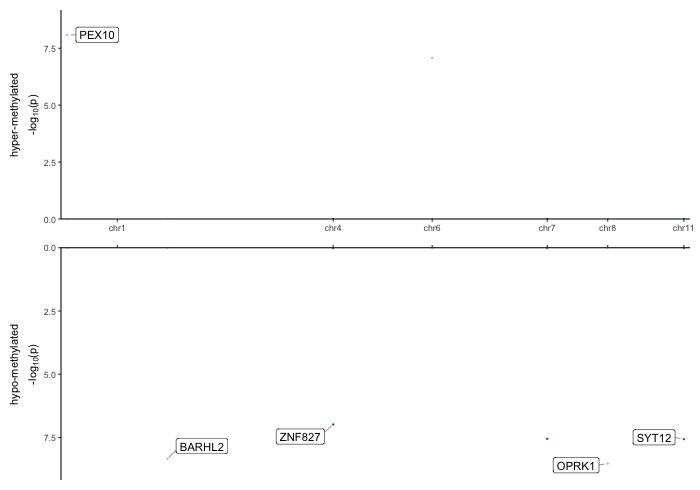 PEX10
7.5
5.0
2.5
0.0
hyper-methylated
-log10(p)
chr1 chr4 chr6 chr7 chr8 chr11
0.0
2.5
5.0
7.5
hypo-methylated
-log10(p)
BARHL2
ZNF827
OPRK1
SYT12